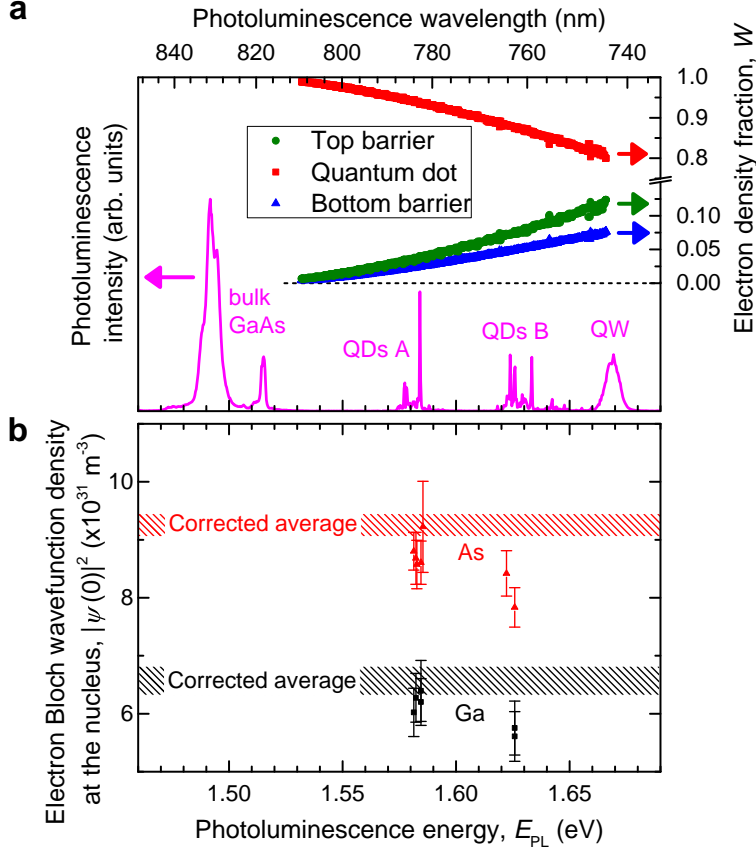 a
Photoluminescence wavelength (nm)
840 820 800 780 760 740
Photoluminescence
intensity (arb. units)
Top barrier
Quantum dot
Bottom barrier
1.0
0.9
0.8
0.10
0.05
0.00
Electron density fraction, W
bulk
GaAs
QDs A
QDs B
QW
b
Electron Bloch wavefunction density
at the nucleus, |ψ(0)|² (x10³¹ m⁻³)
10
8
6
Corrected average
As
Corrected average
Ga
1.50 1.55 1.60 1.65
Photoluminescence energy, E_PL (eV)